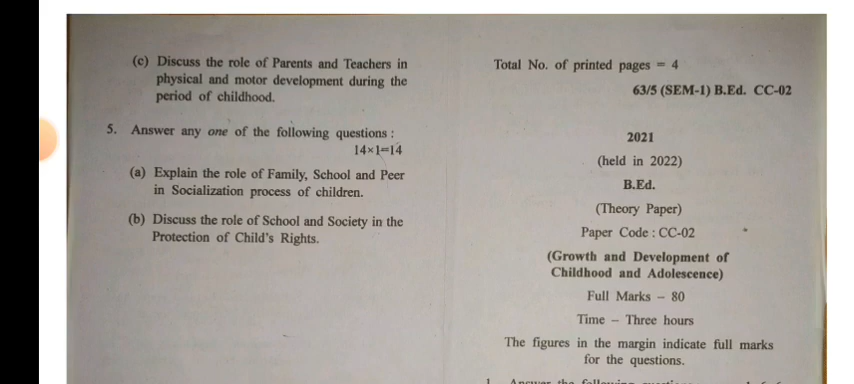 (c) Discuss the role of Parents and Teachers in
physical and motor development during the
period of childhood.
5. Answer any one of the following questions :
14×1=14
(a) Explain the role of Family, School and Peer
in Socialization process of children.
(b) Discuss the role of School and Society in the
Protection of Child's Rights.
Total No. of printed pages = 4
63/5 (SEM-1) B.Ed. CC-02
2021
(held in 2022)
B.Ed.
(Theory Paper)
Paper Code : CC-02
(Growth and Development of
Childhood and Adolescence)
Full Marks – 80
Time – Three hours
The figures in the margin indicate full marks
for the questions.
1. Answer the following